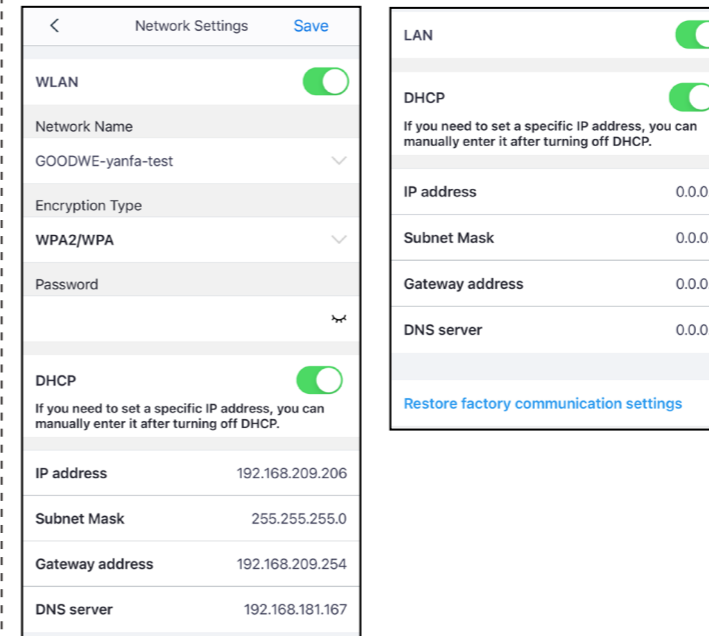 Network Settings Save
WLAN
Network Name
GOODWE-yanfa-test
Encryption Type
WPA2/WPA
Password
DHCP
If you need to set a specific IP address, you can
manually enter it after turning off DHCP.
IP address 192.168.209.206
Subnet Mask 255.255.255.0
Gateway address 192.168.209.254
DNS server 192.168.181.167
LAN
DHCP
If you need to set a specific IP address, you can
manually enter it after turning off DHCP.
IP address 0.0.0
Subnet Mask 0.0.0
Gateway address 0.0.0
DNS server 0.0.0
Restore factory communication settings